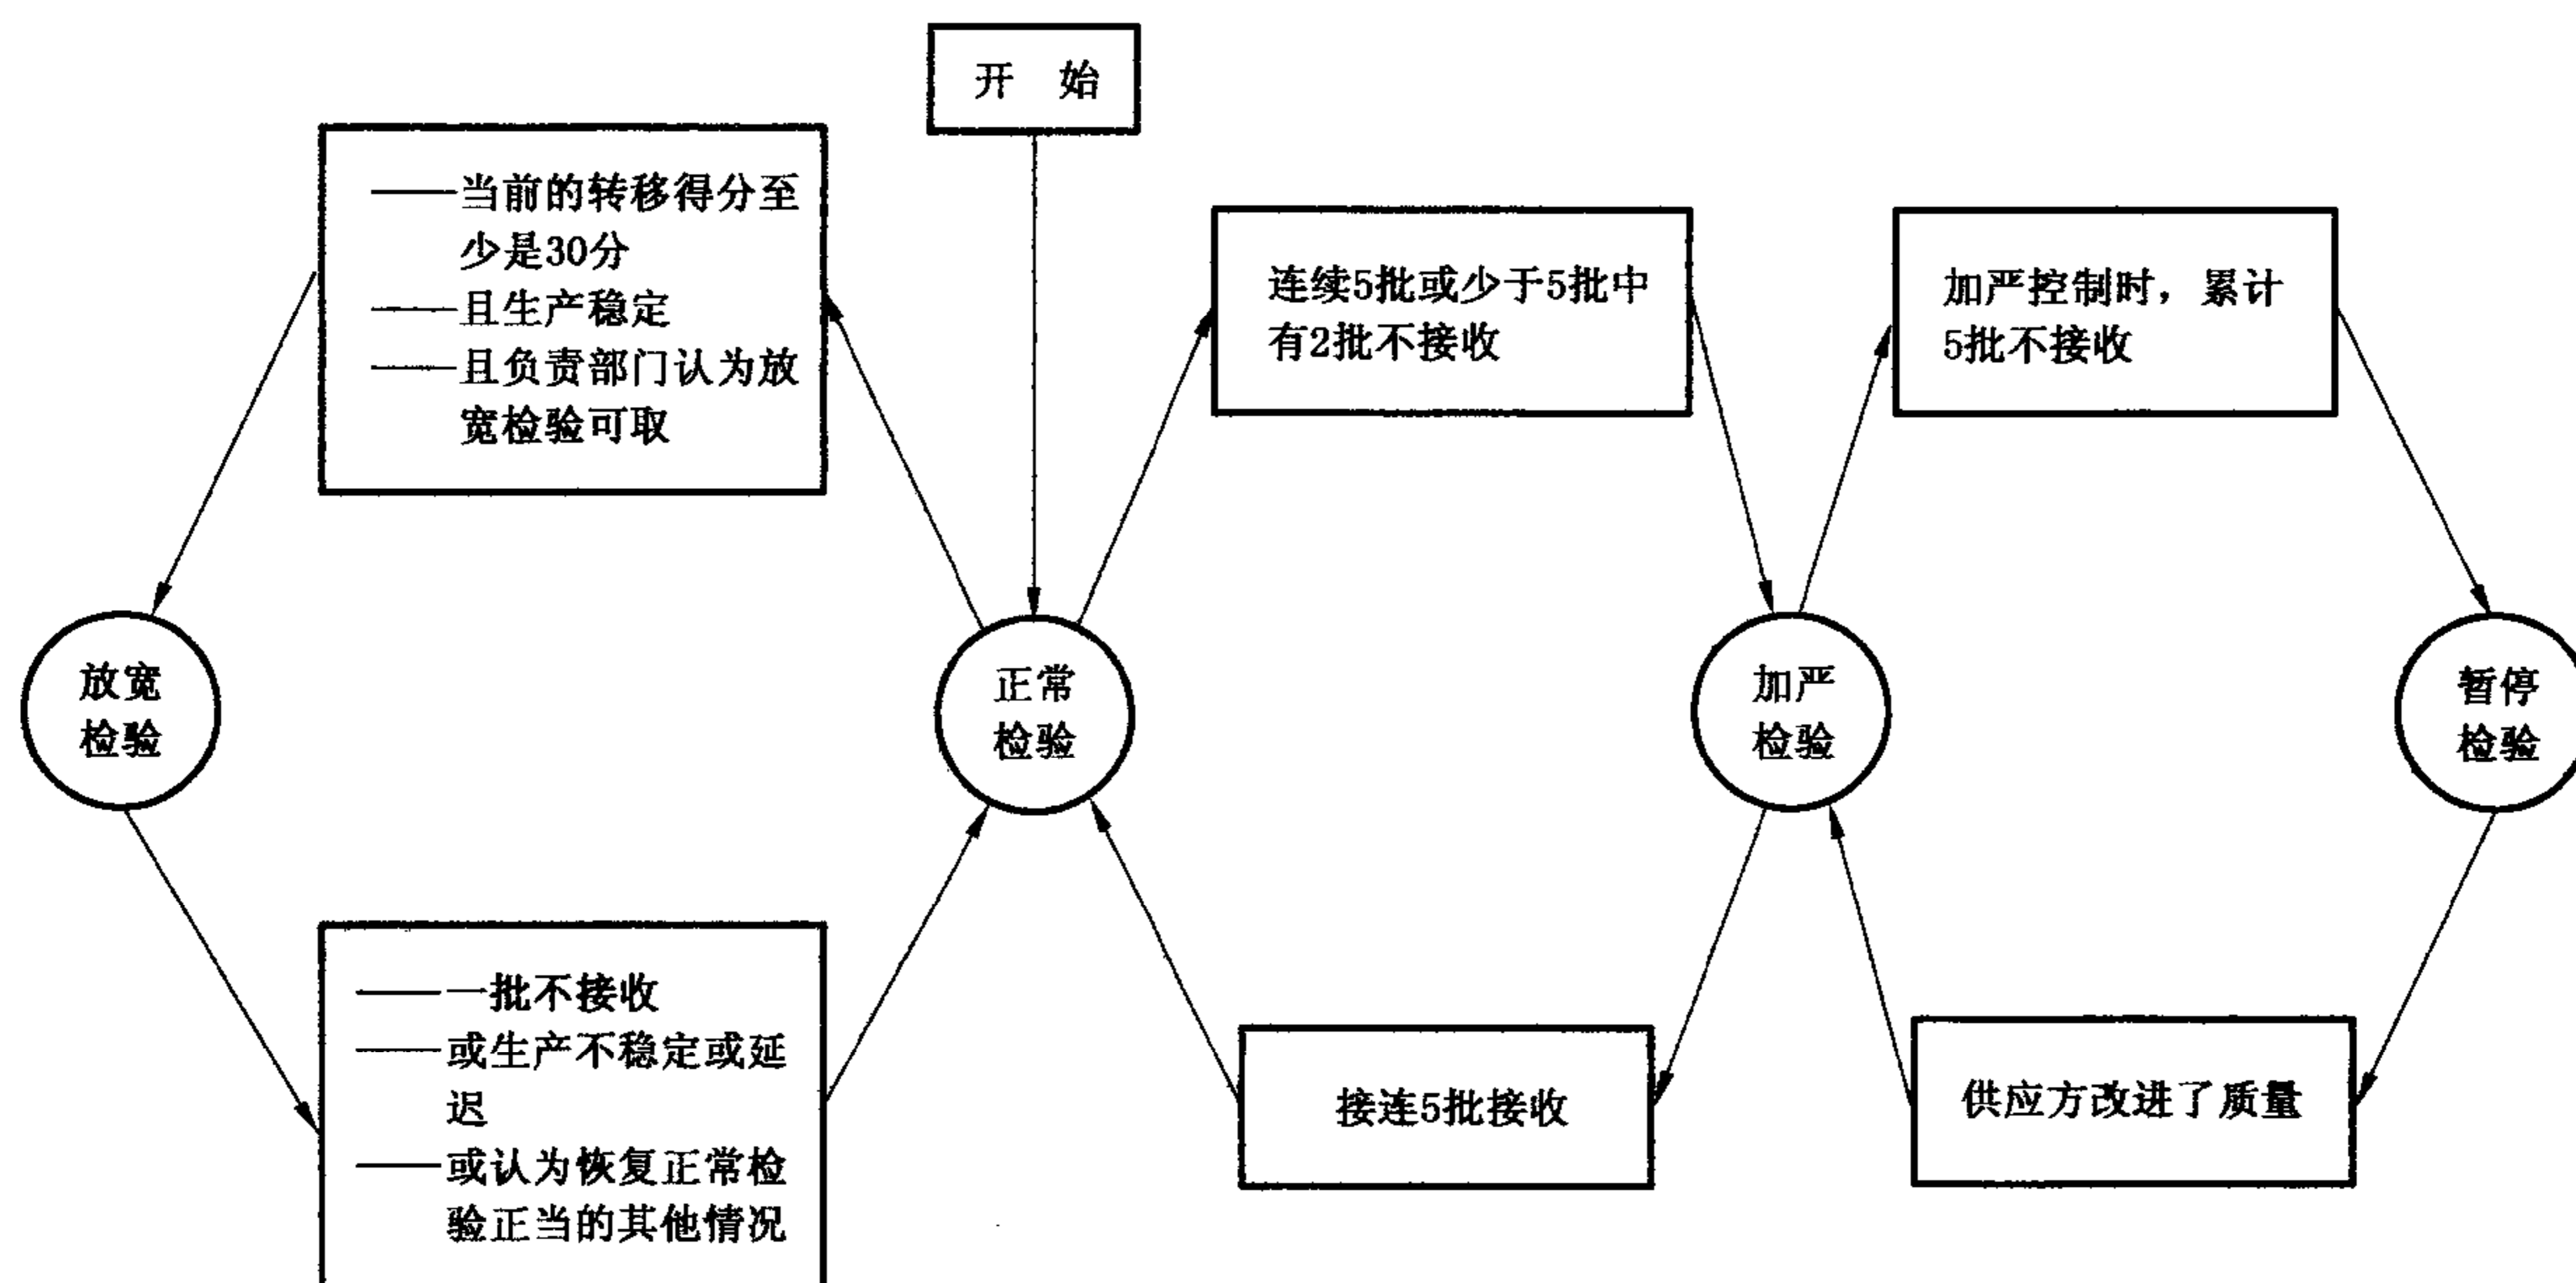 开 始
——当前的转移得分至
少是30分
——且生产稳定
——且负责部门认为放
宽检验可取
连续5批或少于5批中
有2批不接收
加严控制时，累计
5批不接收
放宽
检验
正常
检验
加严
检验
暂停
检验
——一批不接收
——或生产不稳定或延
迟
——或认为恢复正常检
验正当的其他情况
接连5批接收
供应方改进了质量